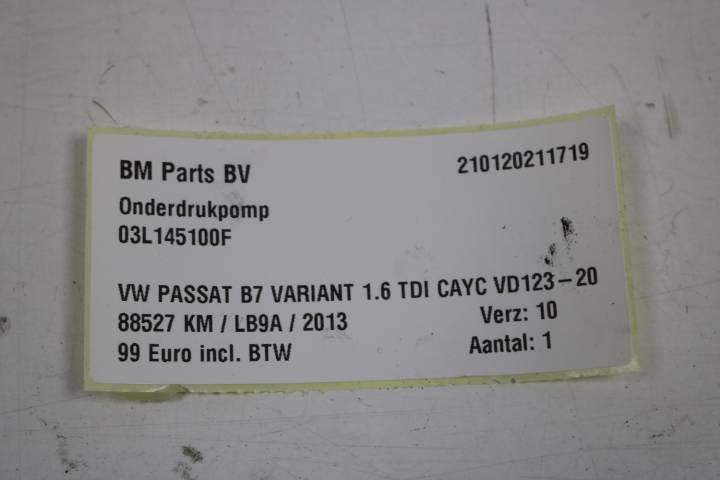 BM Parts BV 210120211719
Onderdrukpomp
03L145100F
VW PASSAT B7 VARIANT 1.6 TDI CAYC VD123-20
88527 KM / LB9A / 2013 Verz: 10
99 Euro incl. BTW Aantal: 1